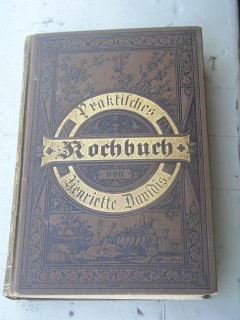 Praktisches
Kochbuch
von
Henriette Davidis